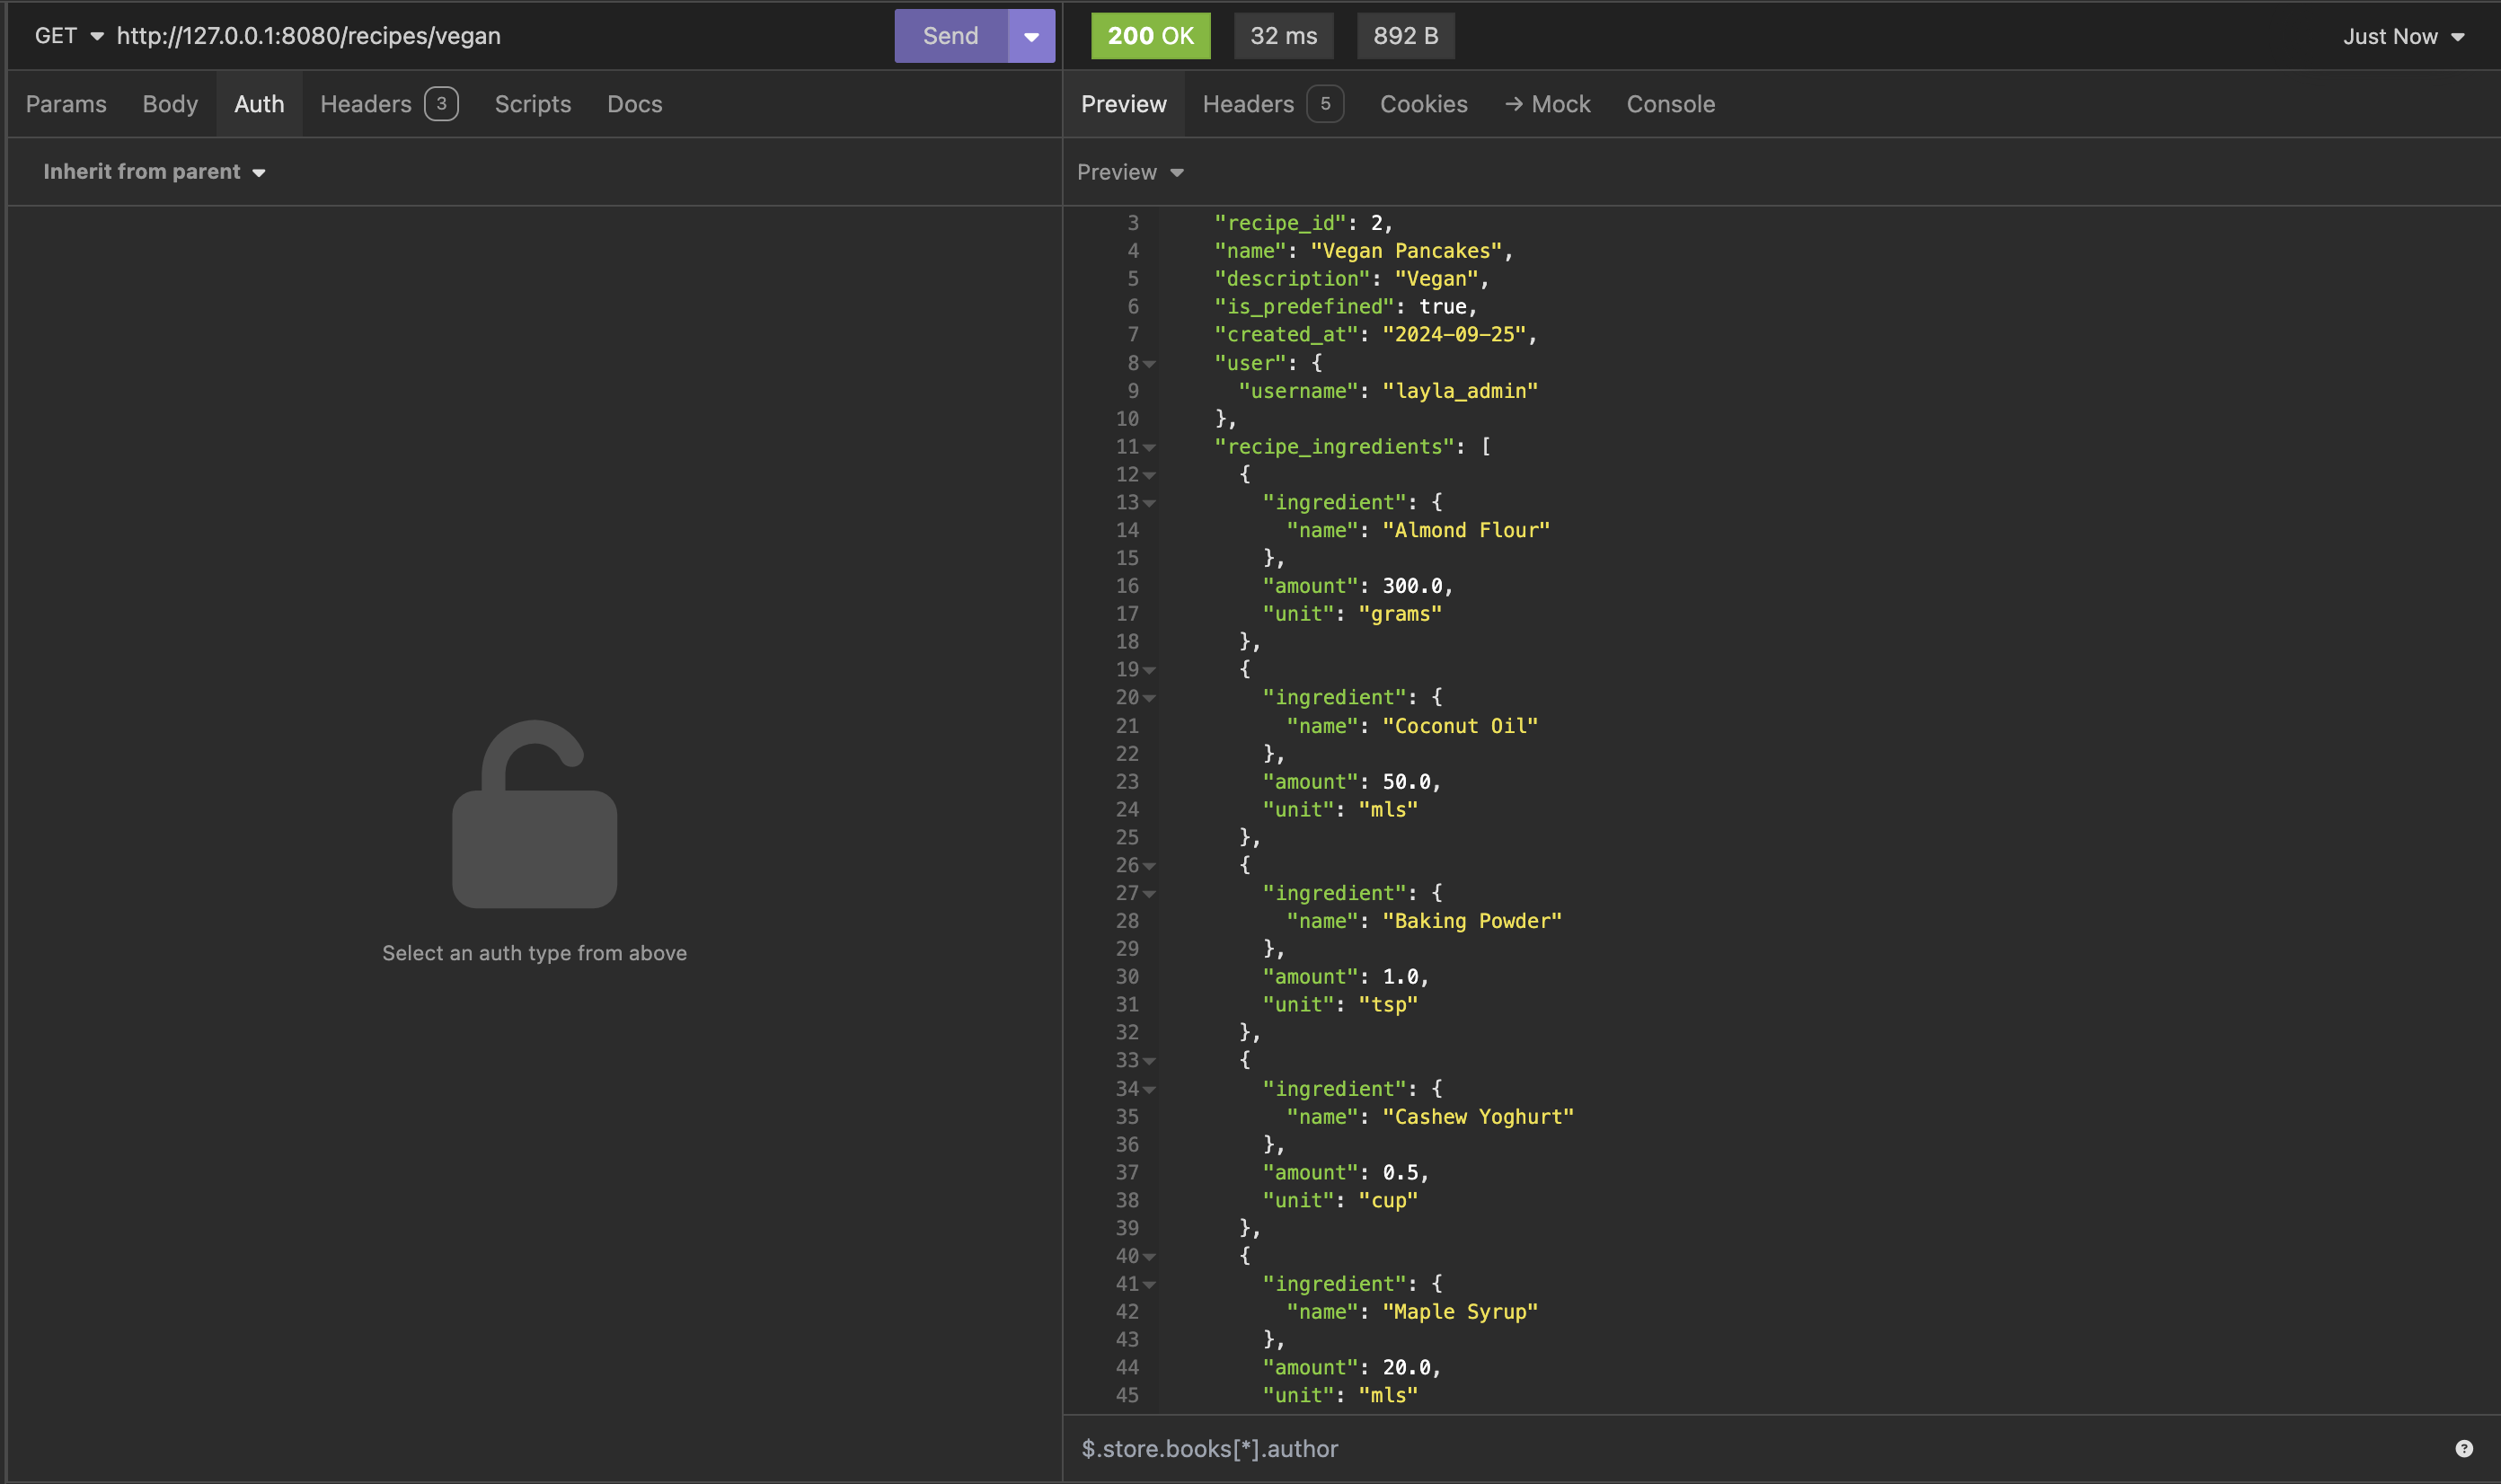 GET http://127.0.0.1:8080/recipes/vegan Send
200 OK 32 ms 892 B Just Now
Params Body Auth Headers 3 Scripts Docs
Preview Headers 5 Cookies → Mock Console
Inherit from parent
Preview
Select an auth type from above
3 "recipe_id": 2,
4 "name": "Vegan Pancakes",
5 "description": "Vegan",
6 "is_predefined": true,
7 "created_at": "2024-09-25",
8 "user": {
9 "username": "layla_admin"
10 },
11 "recipe_ingredients": [
12 {
13 "ingredient": {
14 "name": "Almond Flour"
15 },
16 "amount": 300.0,
17 "unit": "grams"
18 },
19 {
20 "ingredient": {
21 "name": "Coconut Oil"
22 },
23 "amount": 50.0,
24 "unit": "mls"
25 },
26 {
27 "ingredient": {
28 "name": "Baking Powder"
29 },
30 "amount": 1.0,
31 "unit": "tsp"
32 },
33 {
34 "ingredient": {
35 "name": "Cashew Yoghurt"
36 },
37 "amount": 0.5,
38 "unit": "cup"
39 },
40 {
41 "ingredient": {
42 "name": "Maple Syrup"
43 },
44 "amount": 20.0,
45 "unit": "mls"
$.store.books[*].author ?